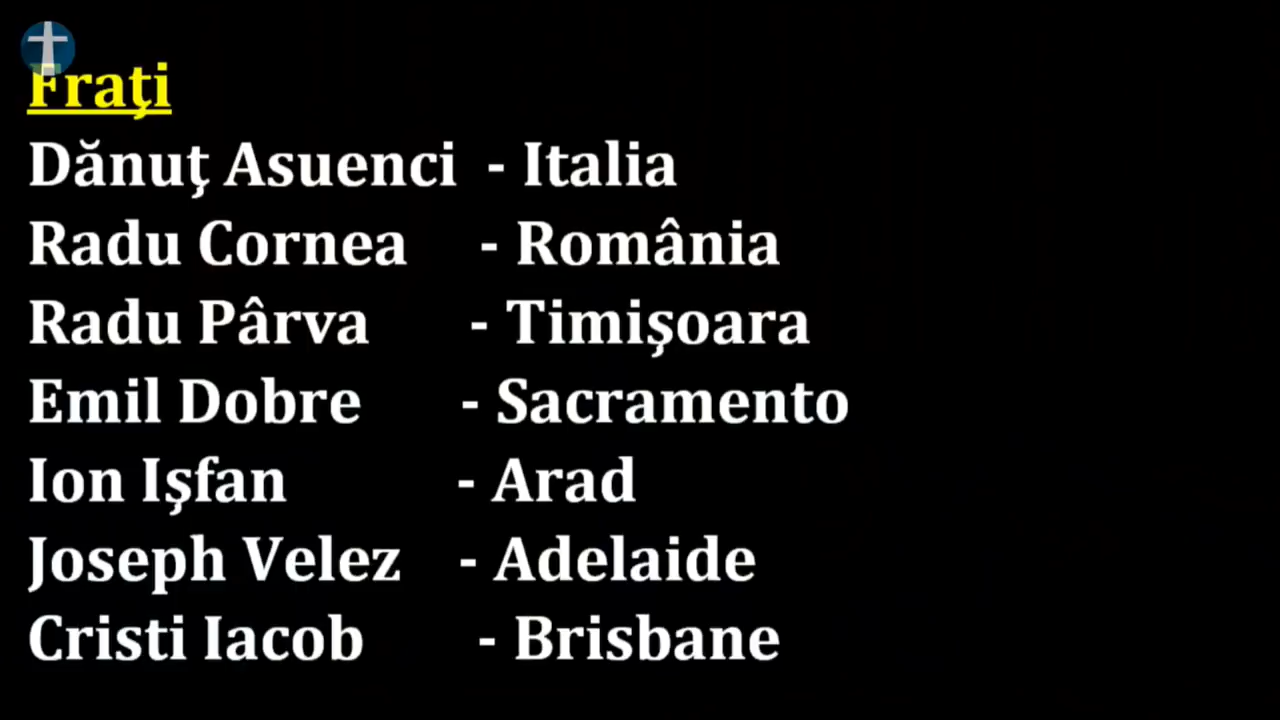 Fraţi
Dănuţ Asuenci - Italia
Radu Cornea - România
Radu Pârva - Timişoara
Emil Dobre - Sacramento
Ion Işfan - Arad
Joseph Velez - Adelaide
Cristi Iacob - Brisbane